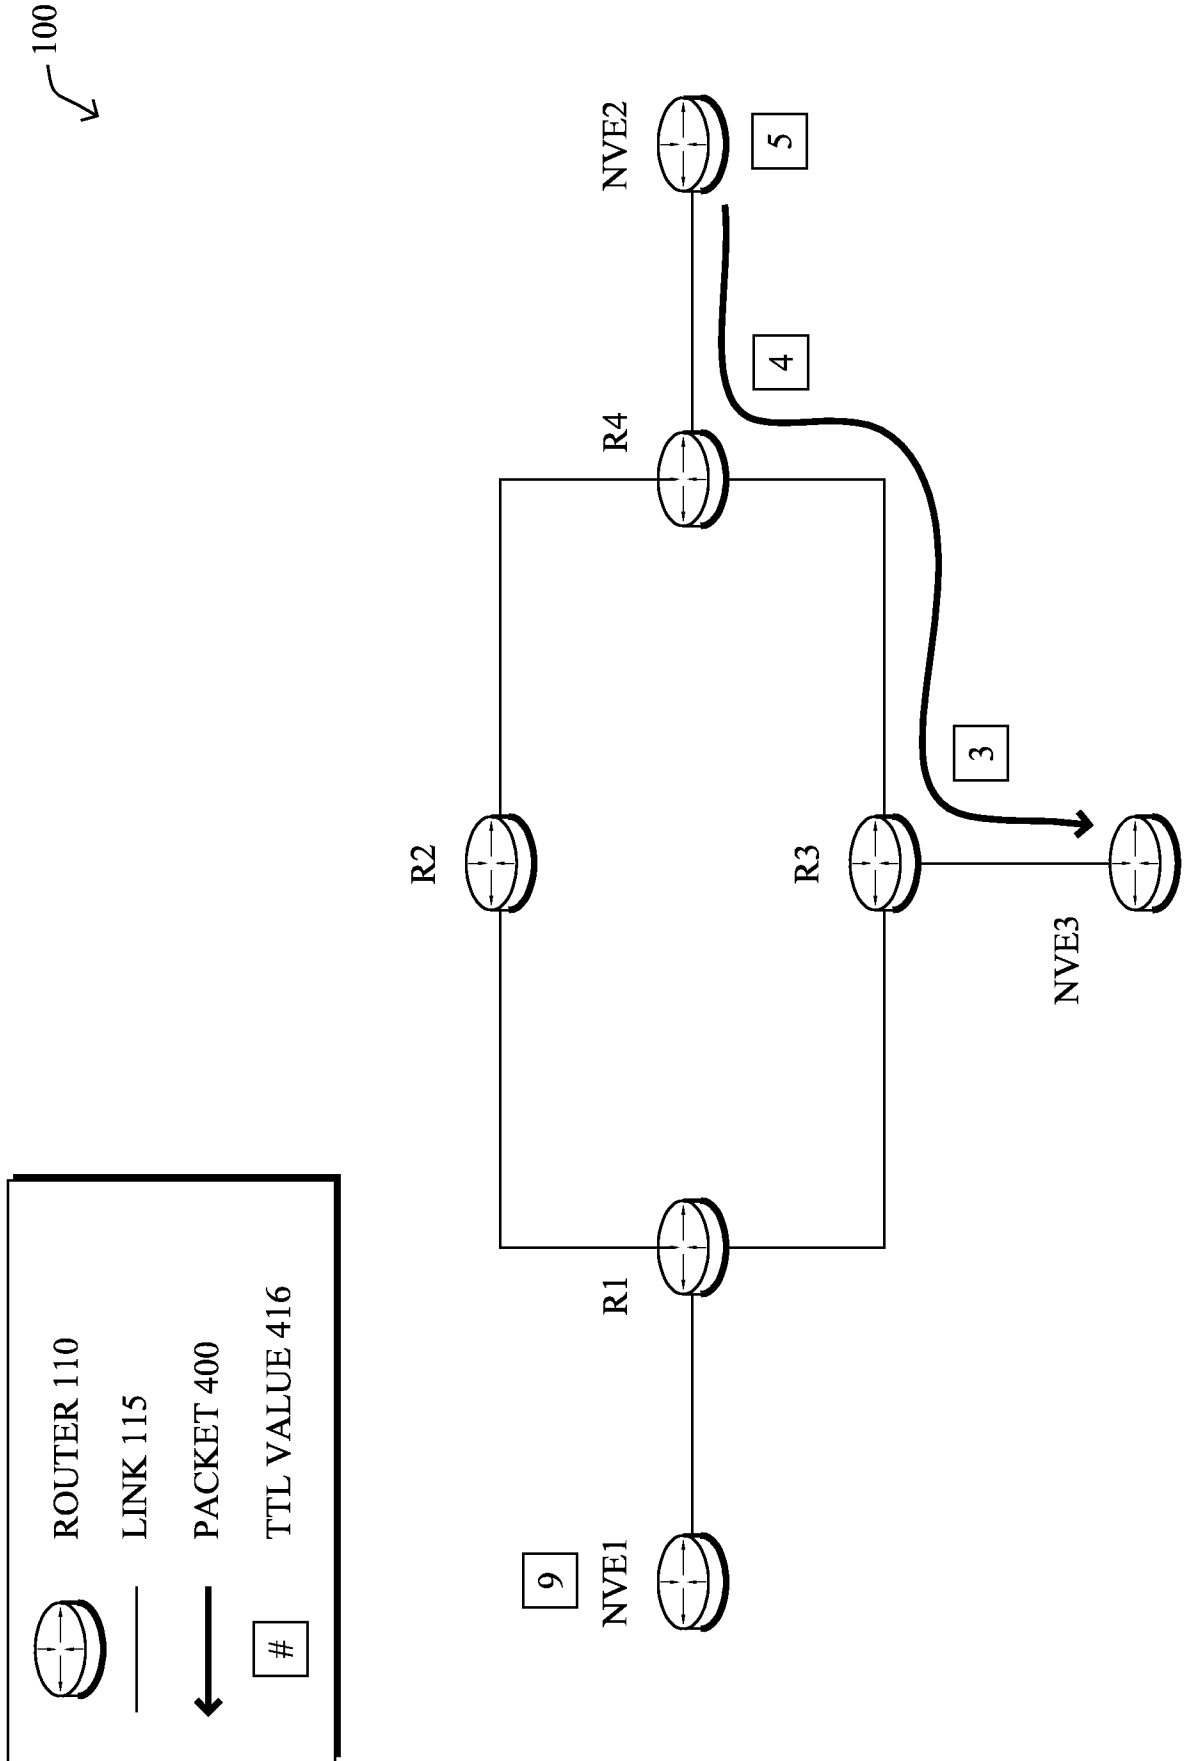 100
ROUTER 110
LINK 115
PACKET 400
# TTL VALUE 416
R2
9
NVE1
R1
R4
NVE2
4
5
R3
3
NVE3